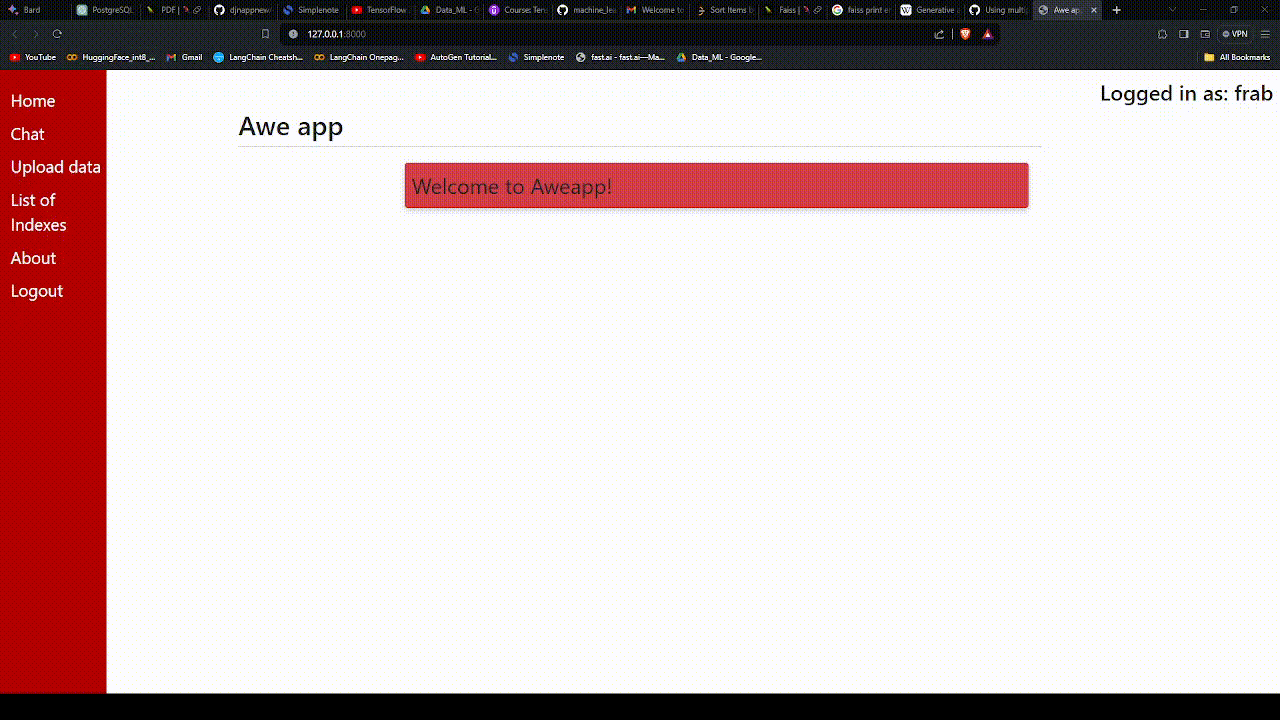 Bard PostgreSQL PDF | djnappnew Simplenote TensorFlow Data_ML - G Course: Ten machine_lea Welcome to Sort Items b Faiss | faiss print en Generative Using mult Awe ap
127.0.0.1:8000 VPN
YouTube HuggingFace_int8_... Gmail LangChain Cheatsh... LangChain Onepag... AutoGen Tutorial... Simplenote fast.ai - fast.ai—Ma... Data_ML - Google... All Bookmarks
Logged in as: frab
Home
Chat
Upload data
List of
Indexes
About
Logout
Awe app
Welcome to Aweapp!